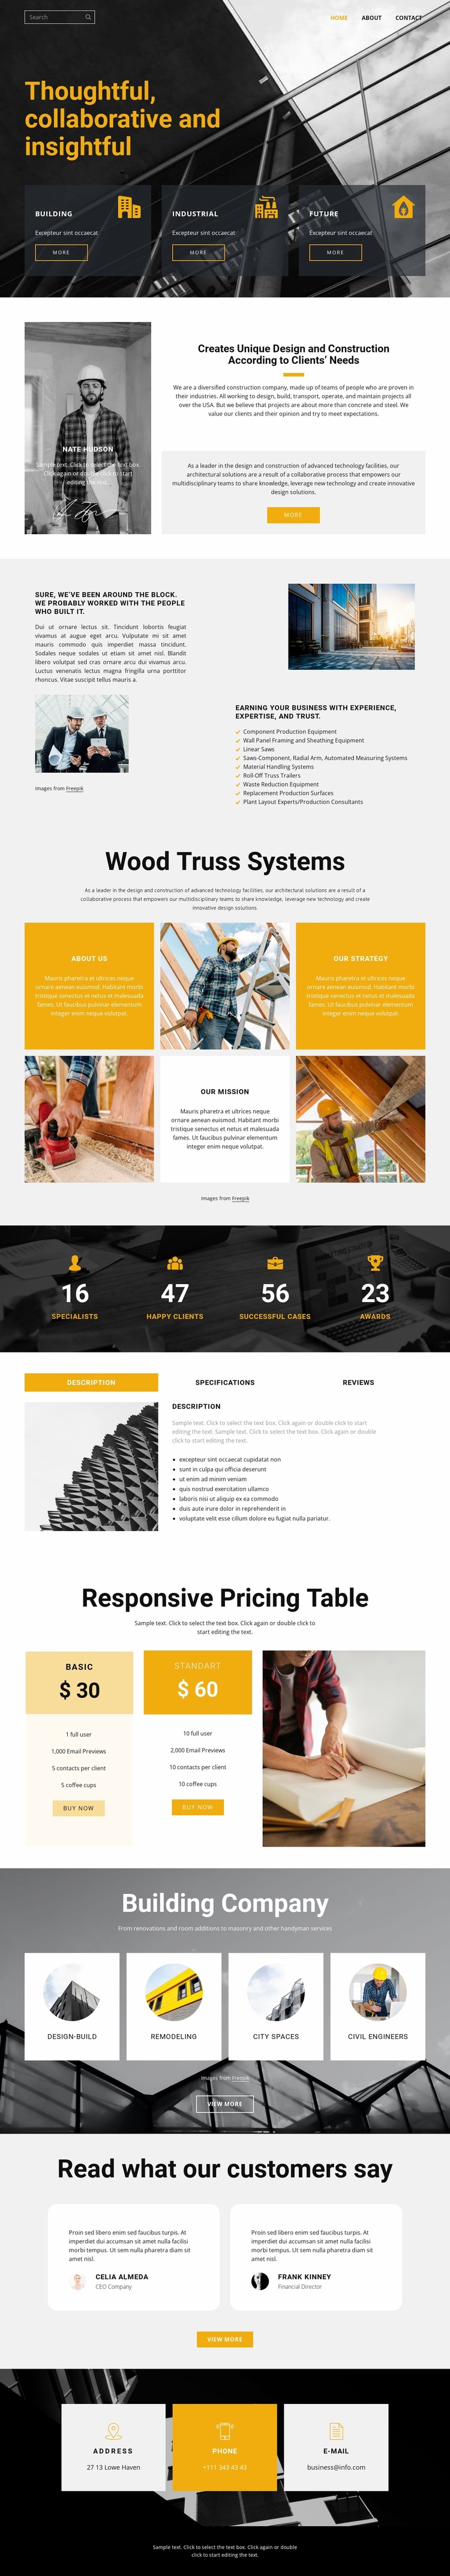 Search
HOME
ABOUT
CONTACT
Thoughtful,
collaborative and
insightful
BUILDING
Excepteur sint occaecat
MORE
INDUSTRIAL
Excepteur sint occaecat
MORE
FUTURE
Excepteur sint occaecat
MORE
NATE HUDSON
Sample text. Click to select the text box.
Click again or double click to start
editing the text.
Creates Unique Design and Construction
According to Clients’ Needs
We are a diversified construction company, made up of teams of people who are proven in
their industries. All working to design, build, transport, operate, and maintain projects all
over the USA. But we believe that projects are about more than concrete and steel. We
value our clients and their opinion and try to meet expectations.
As a leader in the design and construction of advanced technology facilities, our
architectural solutions are a result of a collaborative process that empowers our
multidisciplinary teams to share knowledge, leverage new technology and create innovative
design solutions.
MORE
SURE, WE’VE BEEN AROUND THE BLOCK.
WE PROBABLY WORKED WITH THE PEOPLE
WHO BUILT IT.
Dui ut ornare lectus sit. Tincidunt lobortis feugiat
vivamus at augue eget arcu. Vulputate mi sit amet
mauris commodo quis imperdiet massa tincidunt.
Sodales neque sodales ut etiam sit amet nisl. Blandit
libero volutpat sed cras ornare arcu dui vivamus arcu.
Luctus venenatis lectus magna fringilla urna porttitor
rhoncus. Vitae suscipit tellus mauris a.
Images from Freepik
EARNING YOUR BUSINESS WITH EXPERIENCE,
EXPERTISE, AND TRUST.
Component Production Equipment
Wall Panel Framing and Sheathing Equipment
Linear Saws
Saws-Component, Radial Arm, Automated Measuring Systems
Material Handling Systems
Roll-Off Truss Trailers
Waste Reduction Equipment
Replacement Production Surfaces
Plant Layout Experts/Production Consultants
Wood Truss Systems
As a leader in the design and construction of advanced technology facilities, our architectural solutions are a result of a
collaborative process that empowers our multidisciplinary teams to share knowledge, leverage new technology and create
innovative design solutions
ABOUT US
Mauris pharetra et ultrices neque
ornare aenean euismod. Habitant morbi
tristique senectus et netus et malesuada
fames. Ut faucibus pulvinar elementum
integer enim neque volutpat.
OUR STRATEGY
Mauris pharetra et ultrices neque
ornare aenean euismod. Habitant morbi
tristique senectus et netus et malesuada
fames. Ut faucibus pulvinar elementum
integer enim neque volutpat.
OUR MISSION
Mauris pharetra et ultrices neque
ornare aenean euismod. Habitant morbi
tristique senectus et netus et malesuada
fames. Ut faucibus pulvinar elementum
integer enim neque volutpat.
Images from Freepik
16
SPECIALISTS
47
HAPPY CLIENTS
56
SUCCESSFUL CASES
23
AWARDS
DESCRIPTION
SPECIFICATIONS
REVIEWS
DESCRIPTION
Sample text. Click to select the text box. Click again or double click to start
editing the text. Sample text. Click to select the text box. Click again or double
click to start editing the text.
excepteur sint occaecat cupidatat non
sunt in culpa qui officia deserunt
ut enim ad minim veniam
quis nostrud exercitation ullamco
laboris nisi ut aliquip ex ea commodo
duis aute irure dolor in reprehenderit in
voluptate velit esse cillum dolore eu fugiat nulla pariatur.
Responsive Pricing Table
Sample text. Click to select the text box. Click again or double click to
start editing the text.
BASIC
$ 30
1 full user
1,000 Email Previews
5 contacts per client
5 coffee cups
BUY NOW
STANDART
$ 60
10 full user
2,000 Email Previews
10 contacts per client
10 coffee cups
BUY NOW
Building Company
From renovations and room additions to masonry and other handyman services
DESIGN-BUILD
REMODELING
CITY SPACES
CIVIL ENGINEERS
Images from Freepik
VIEW MORE
Read what our customers say
Proin sed libero enim sed faucibus turpis. At
imperdiet dui accumsan sit amet nulla facilisi
morbi tempus. Ut sem nulla pharetra diam sit
amet nisl.
CELIA ALMEDA
CEO Company
Proin sed libero enim sed faucibus turpis. At
imperdiet dui accumsan sit amet nulla facilisi
morbi tempus. Ut sem nulla pharetra diam sit
amet nisl.
FRANK KINNEY
Financial Director
VIEW MORE
ADDRESS
27 13 Lowe Haven
PHONE
+111 343 43 43
E-MAIL
business@info.com
Sample text. Click to select the text box. Click again or double
click to start editing the text.